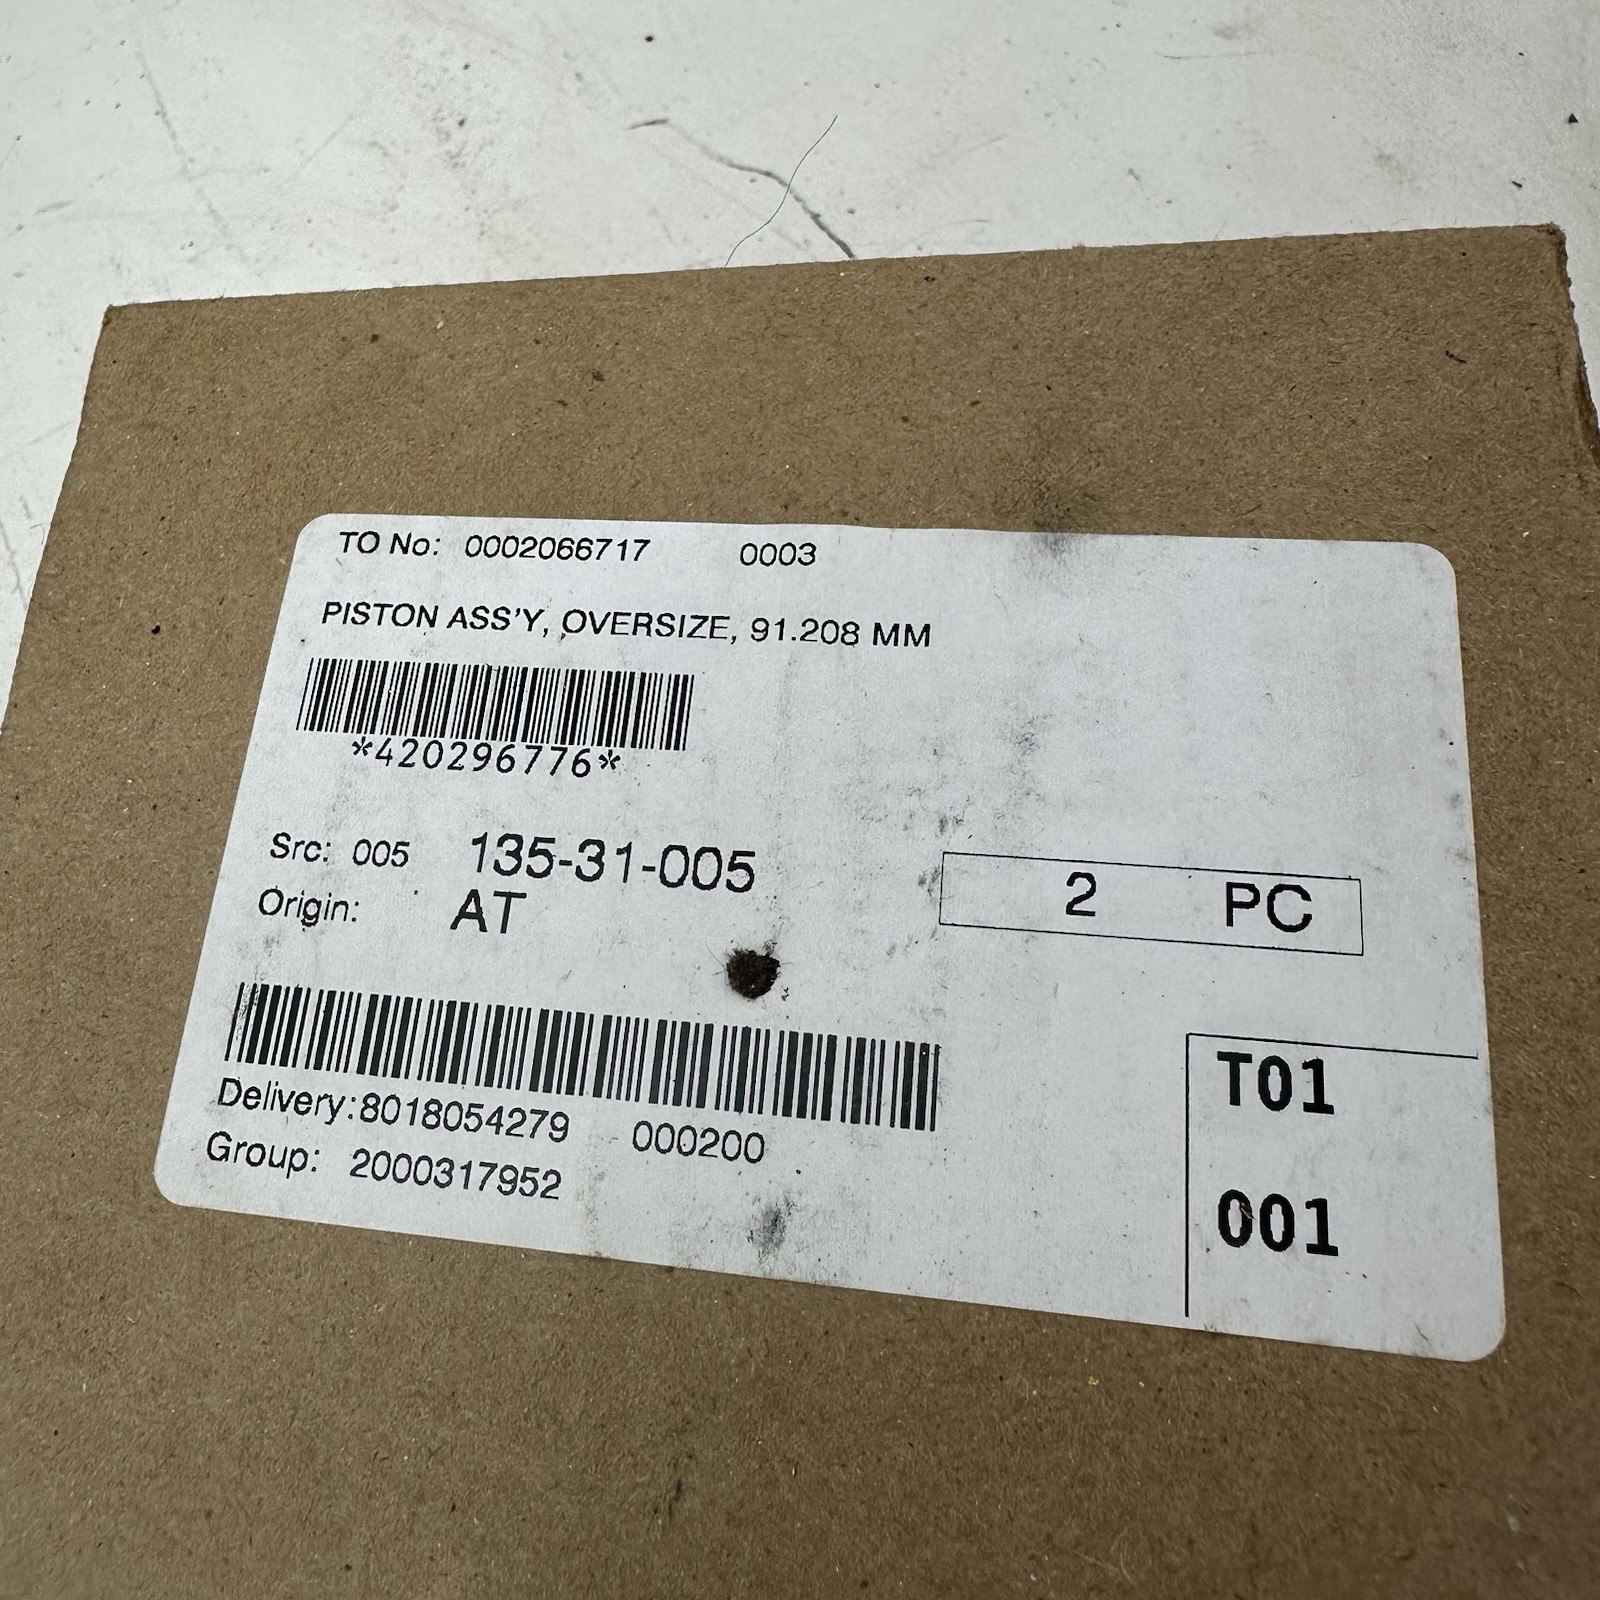 TO No: 0002066717 0003
PISTON ASS'Y, OVERSIZE, 91.208 MM
*420296776*
Src: 005 135-31-005
Origin: AT
2 PC
Delivery:8018054279 000200
Group: 2000317952
T01
001